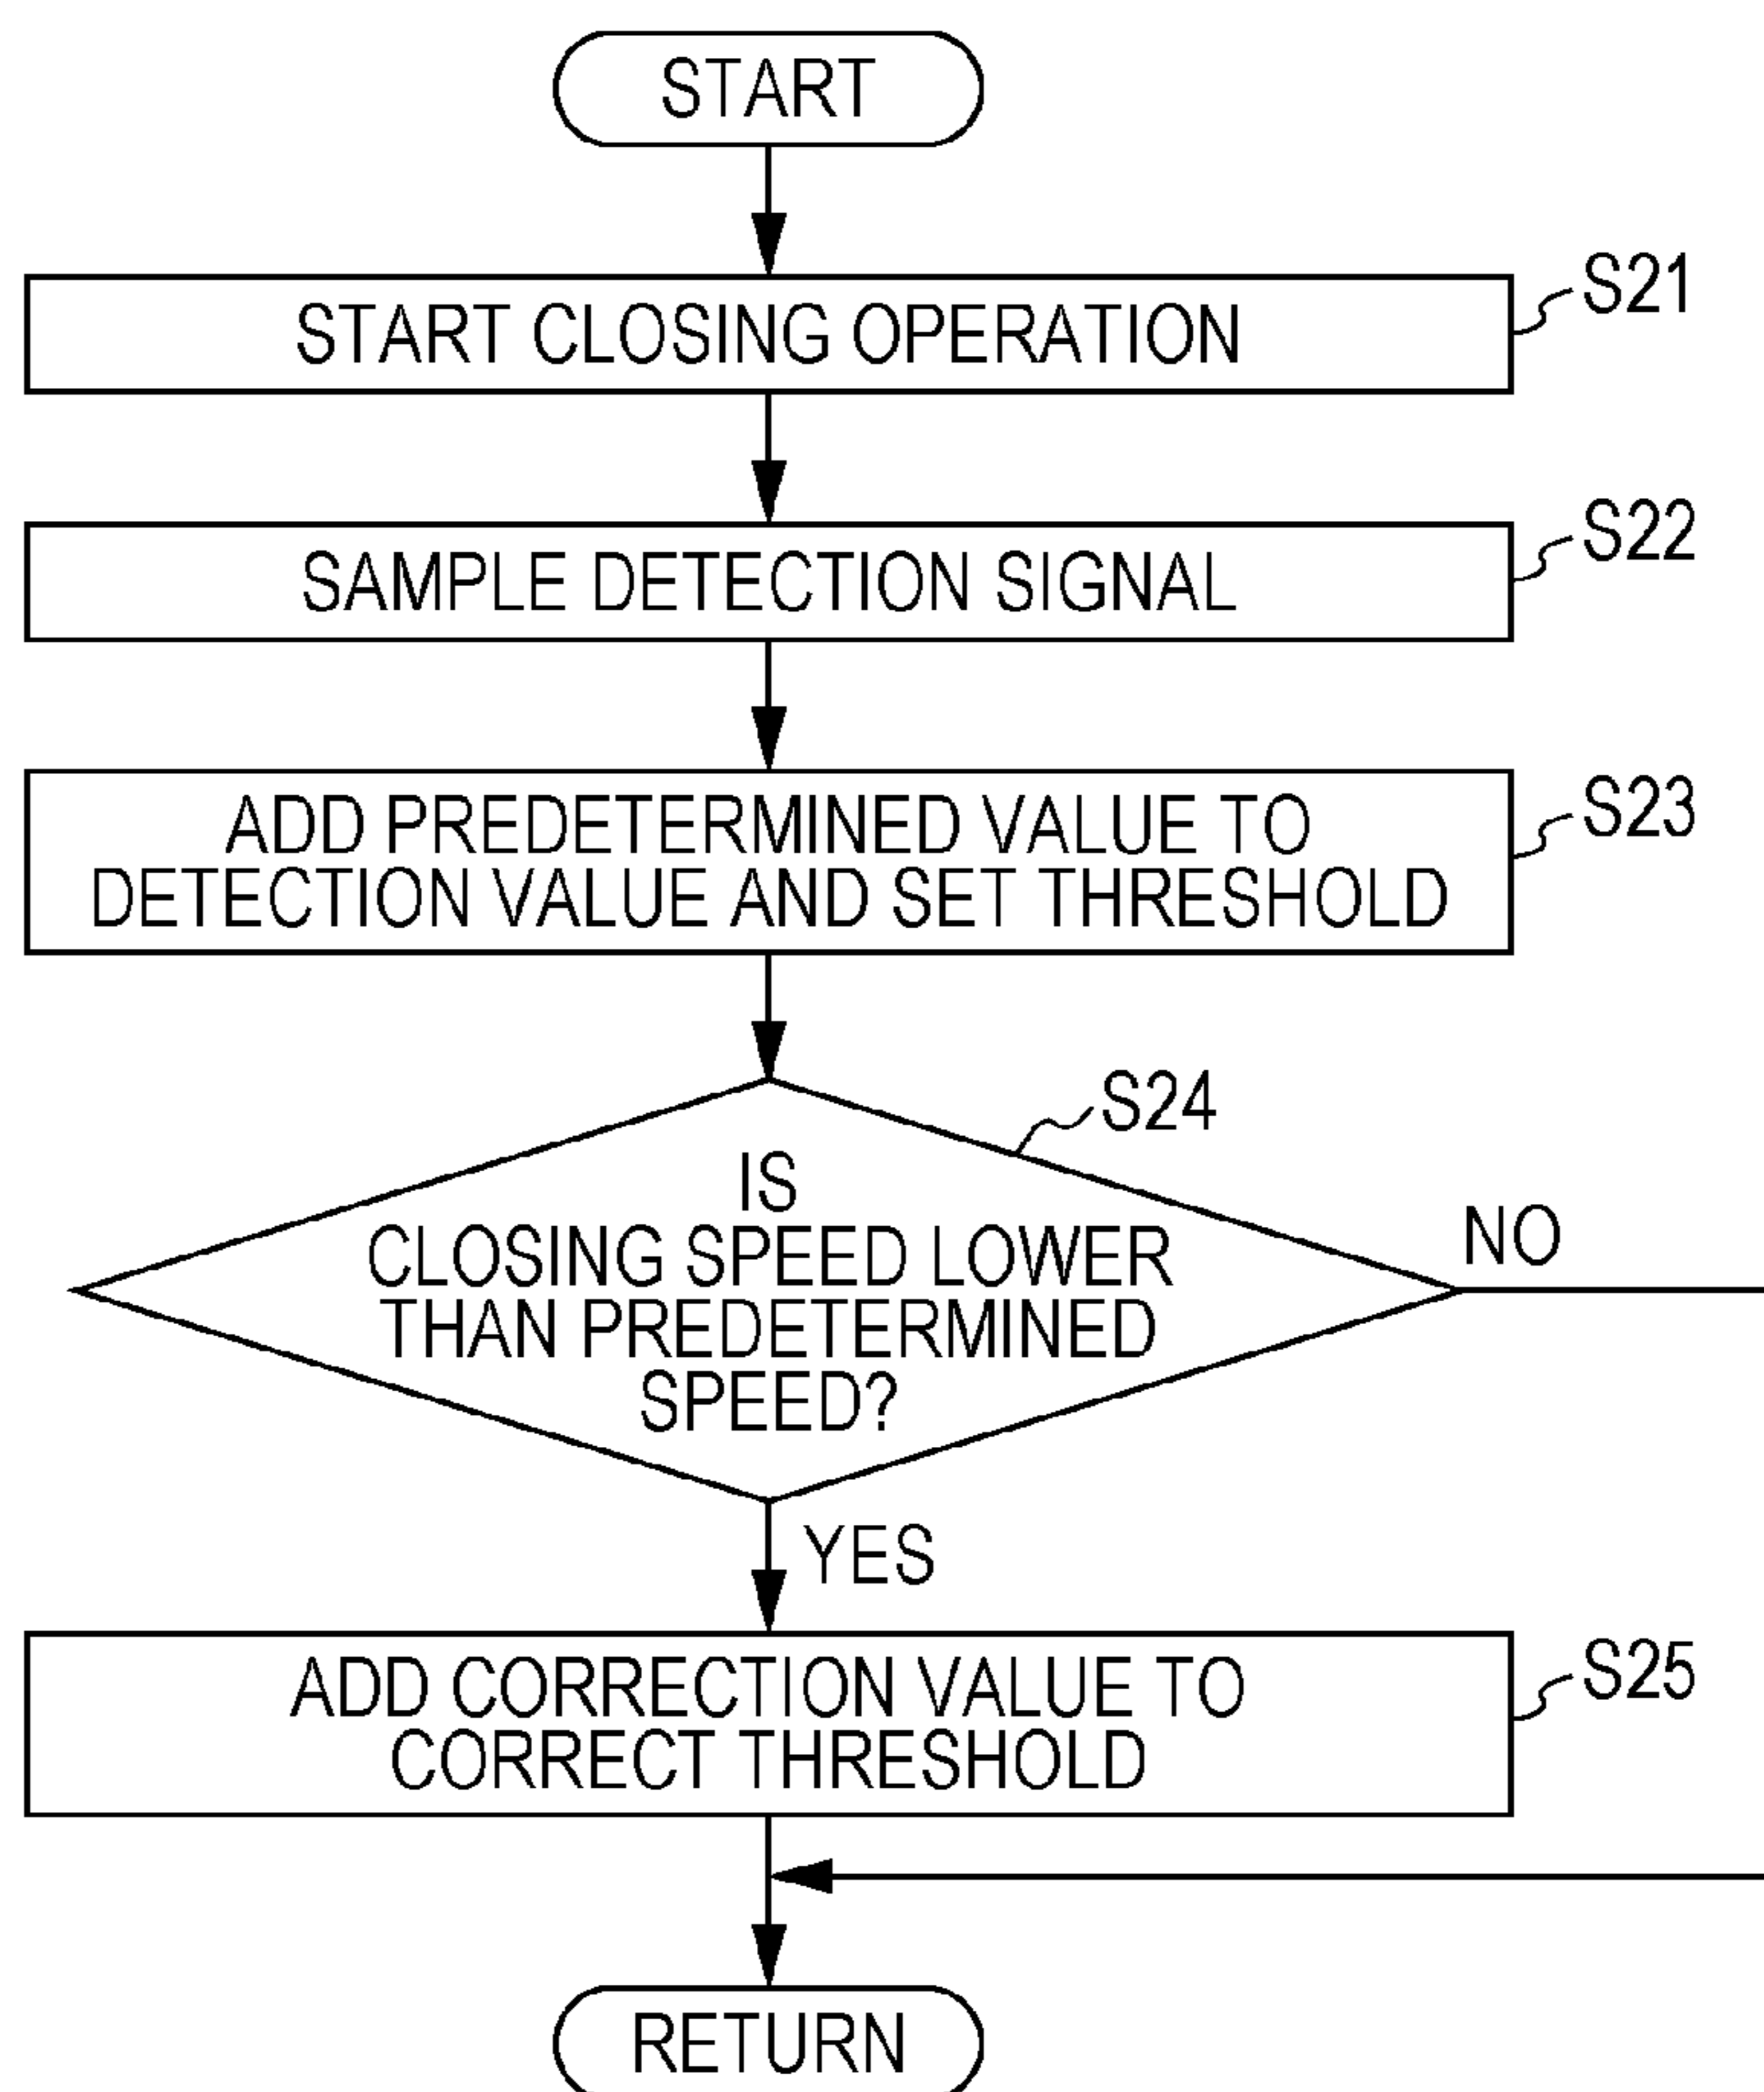 START
START CLOSING OPERATION
S21
SAMPLE DETECTION SIGNAL
S22
ADD PREDETERMINED VALUE TO
DETECTION VALUE AND SET THRESHOLD
S23
S24
IS
CLOSING SPEED LOWER
THAN PREDETERMINED
SPEED?
NO
YES
ADD CORRECTION VALUE TO
CORRECT THRESHOLD
S25
RETURN